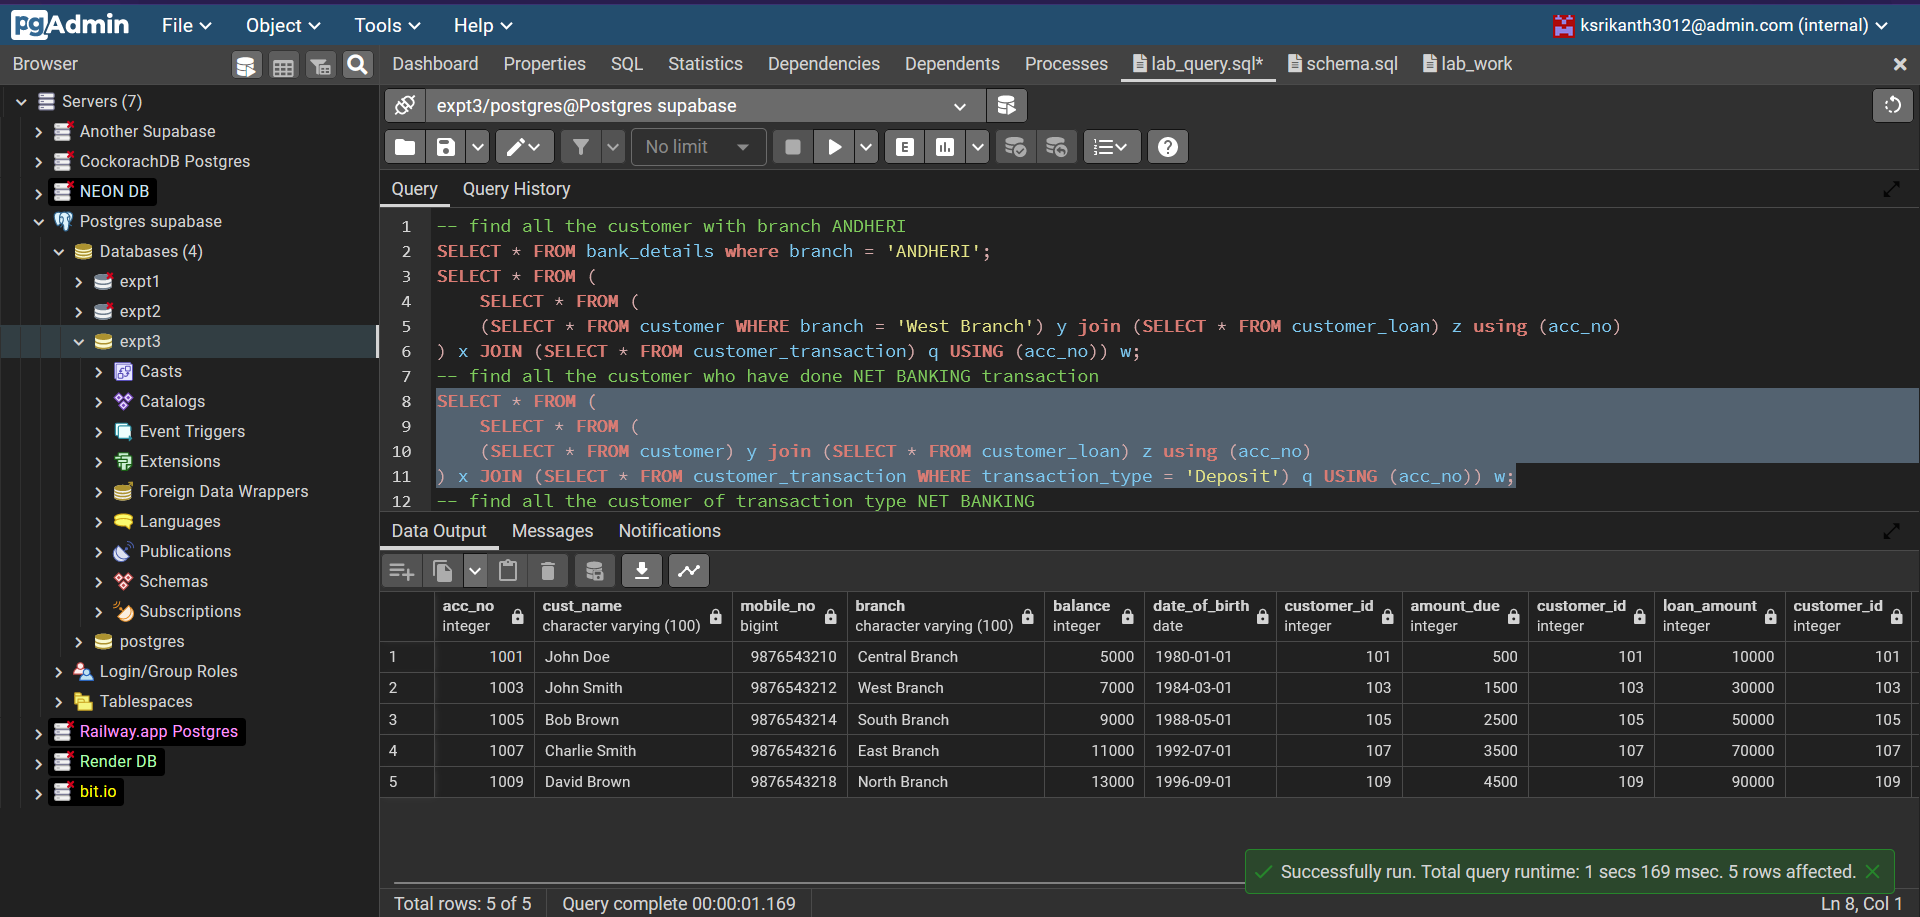 pgAdmin File Object Tools Help ksrikanth3012@admin.com (internal)
Browser
Dashboard Properties SQL Statistics Dependencies Dependents Processes lab_query.sql* schema.sql lab_work
Servers (7)
Another Supabase
CockorachDB Postgres
NEON DB
Postgres supabase
Databases (4)
expt1
expt2
expt3
Casts
Catalogs
Event Triggers
Extensions
Foreign Data Wrappers
Languages
Publications
Schemas
Subscriptions
postgres
Login/Group Roles
Tablespaces
Railway.app Postgres
Render DB
bit.io
expt3/postgres@Postgres supabase
No limit E
Query Query History
1 -- find all the customer with branch ANDHERI
2 SELECT * FROM bank_details where branch = 'ANDHERI';
3 SELECT * FROM (
4 SELECT * FROM (
5 (SELECT * FROM customer WHERE branch = 'West Branch') y join (SELECT * FROM customer_loan) z using (acc_no)
6 ) x JOIN (SELECT * FROM customer_transaction) q USING (acc_no)) w;
7 -- find all the customer who have done NET BANKING transaction
8 SELECT * FROM (
9 SELECT * FROM (
10 (SELECT * FROM customer) y join (SELECT * FROM customer_loan) z using (acc_no)
11 ) x JOIN (SELECT * FROM customer_transaction WHERE transaction_type = 'Deposit') q USING (acc_no)) w;
12 -- find all the customer of transaction type NET BANKING
Data Output Messages Notifications
acc_no cust_name mobile_no branch balance date_of_birth customer_id amount_due customer_id loan_amount customer_id
integer character varying (100) bigint character varying (100) integer date integer integer integer integer integer
1 1001 John Doe 9876543210 Central Branch 5000 1980-01-01 101 500 101 10000 101
2 1003 John Smith 9876543212 West Branch 7000 1984-03-01 103 1500 103 30000 103
3 1005 Bob Brown 9876543214 South Branch 9000 1988-05-01 105 2500 105 50000 105
4 1007 Charlie Smith 9876543216 East Branch 11000 1992-07-01 107 3500 107 70000 107
5 1009 David Brown 9876543218 North Branch 13000 1996-09-01 109 4500 109 90000 109
Successfully run. Total query runtime: 1 secs 169 msec. 5 rows affected.
Total rows: 5 of 5 Query complete 00:00:01.169 Ln 8, Col 1